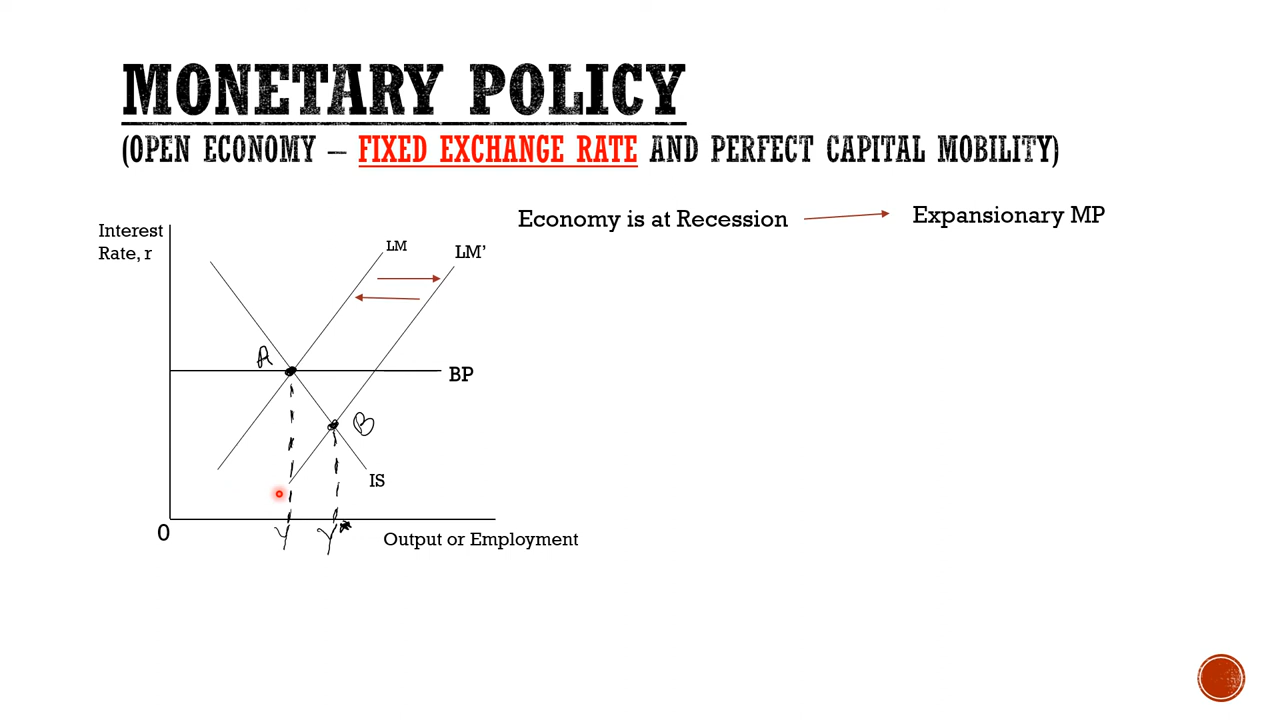 MONETARY POLICY
(OPEN ECONOMY – FIXED EXCHANGE RATE AND PERFECT CAPITAL MOBILITY)
Economy is at Recession
Expansionary MP
Interest
Rate, r
LM
LM'
A
BP
B
IS
0
Y
Y*
Output or Employment